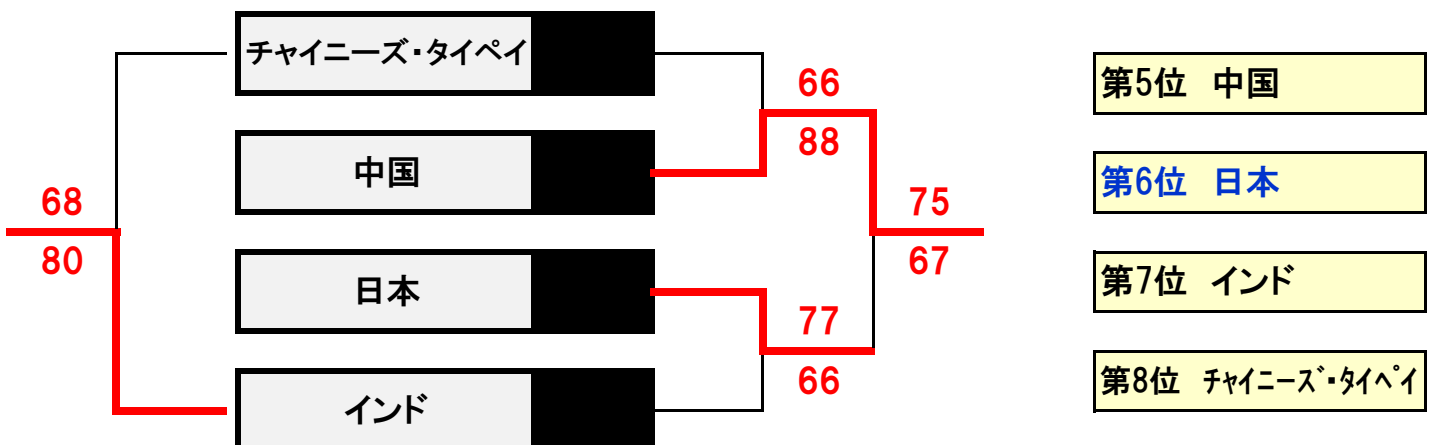 チャイニーズ・タイペイ
66
第5位 中国
88
中国
68
75
第6位 日本
80
67
日本
77
第7位 インド
66
インド
第8位 ﾁｬｲﾆｰｽﾞ･ﾀｲﾍﾟｲ